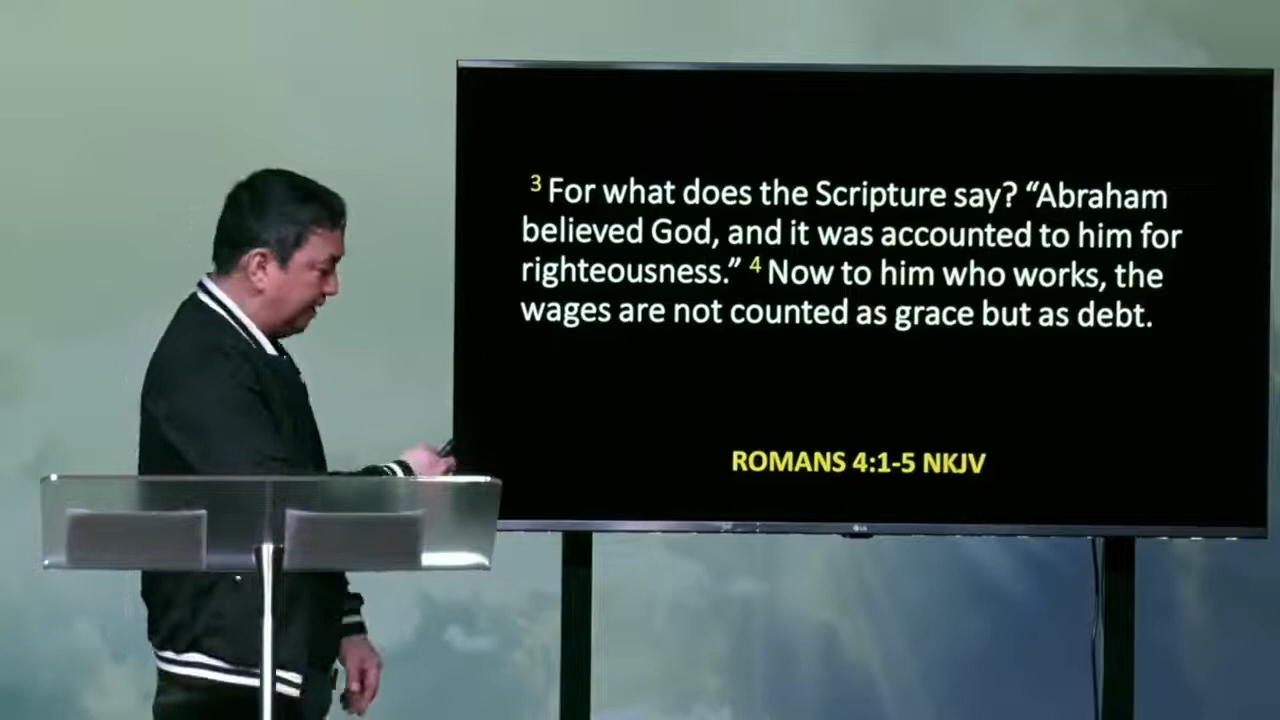 3 For what does the Scripture say? “Abraham
believed God, and it was accounted to him for
righteousness.” 4 Now to him who works, the
wages are not counted as grace but as debt.
ROMANS 4:1-5 NKJV
LG